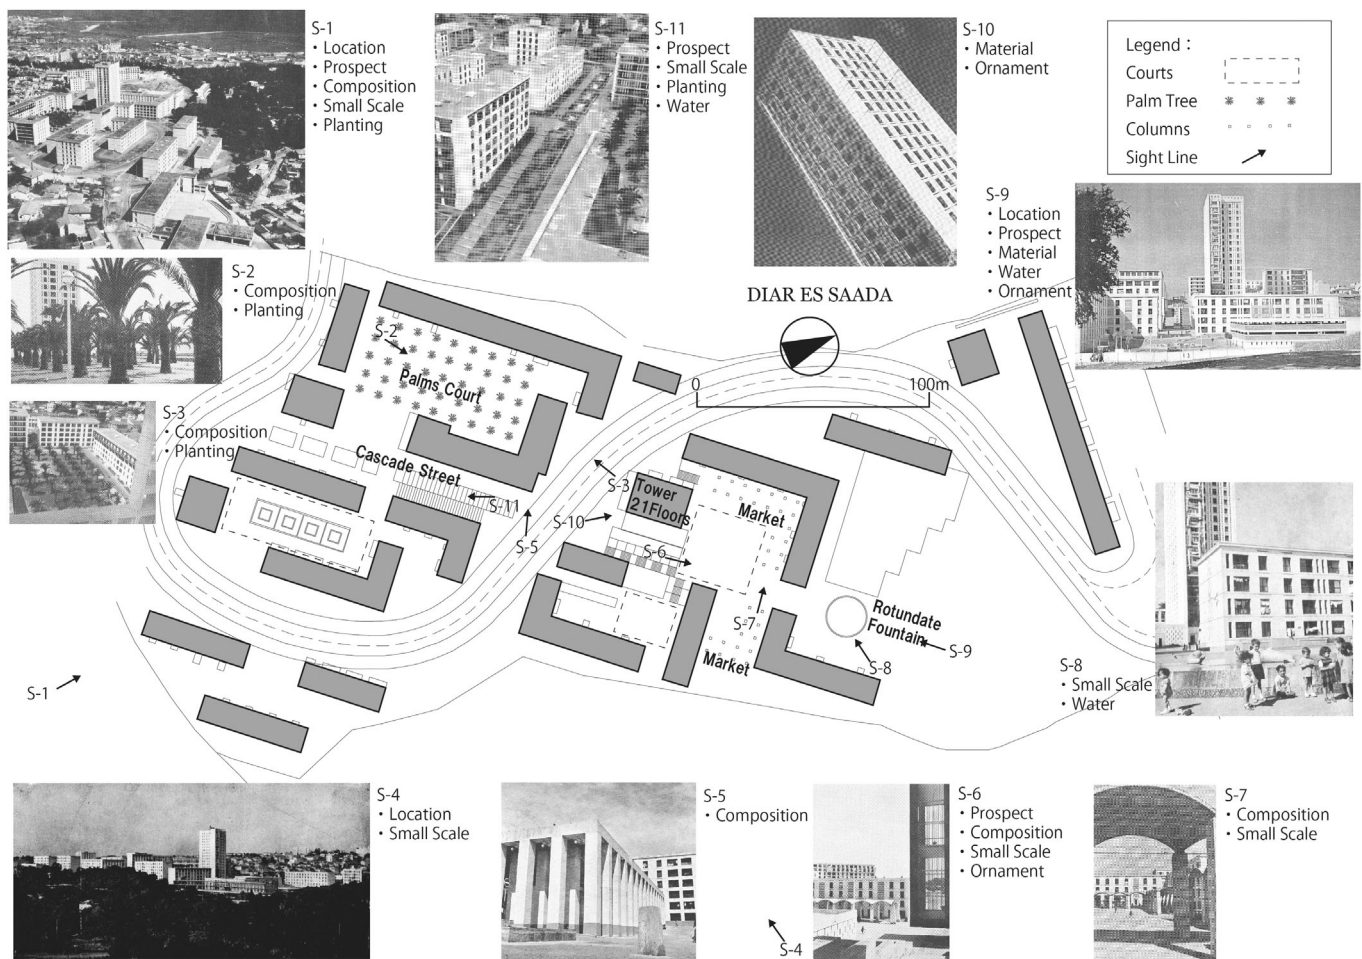 S-1
・Location
・Prospect
・Composition
・Small Scale
・Planting
S-11
・Prospect
・Small Scale
・Planting
・Water
S-10
・Material
・Ornament
Legend：
Courts
Palm Tree
Columns
Sight Line
S-9
・Location
・Prospect
・Material
・Water
・Ornament
S-2
・Composition
・Planting
DIAR ES SAADA
0
100m
S-2
Palms Court
S-3
・Composition
・Planting
Cascade Street
S-11
S-5
S-3
S-10
Tower
21Floors
Market
S-6
S-7
Market
Rotundate
Fountain
S-9
S-8
S-1
S-8
・Small Scale
・Water
S-4
・Location
・Small Scale
S-5
・Composition
S-4
S-6
・Prospect
・Composition
・Small Scale
・Ornament
S-7
・Composition
・Small Scale